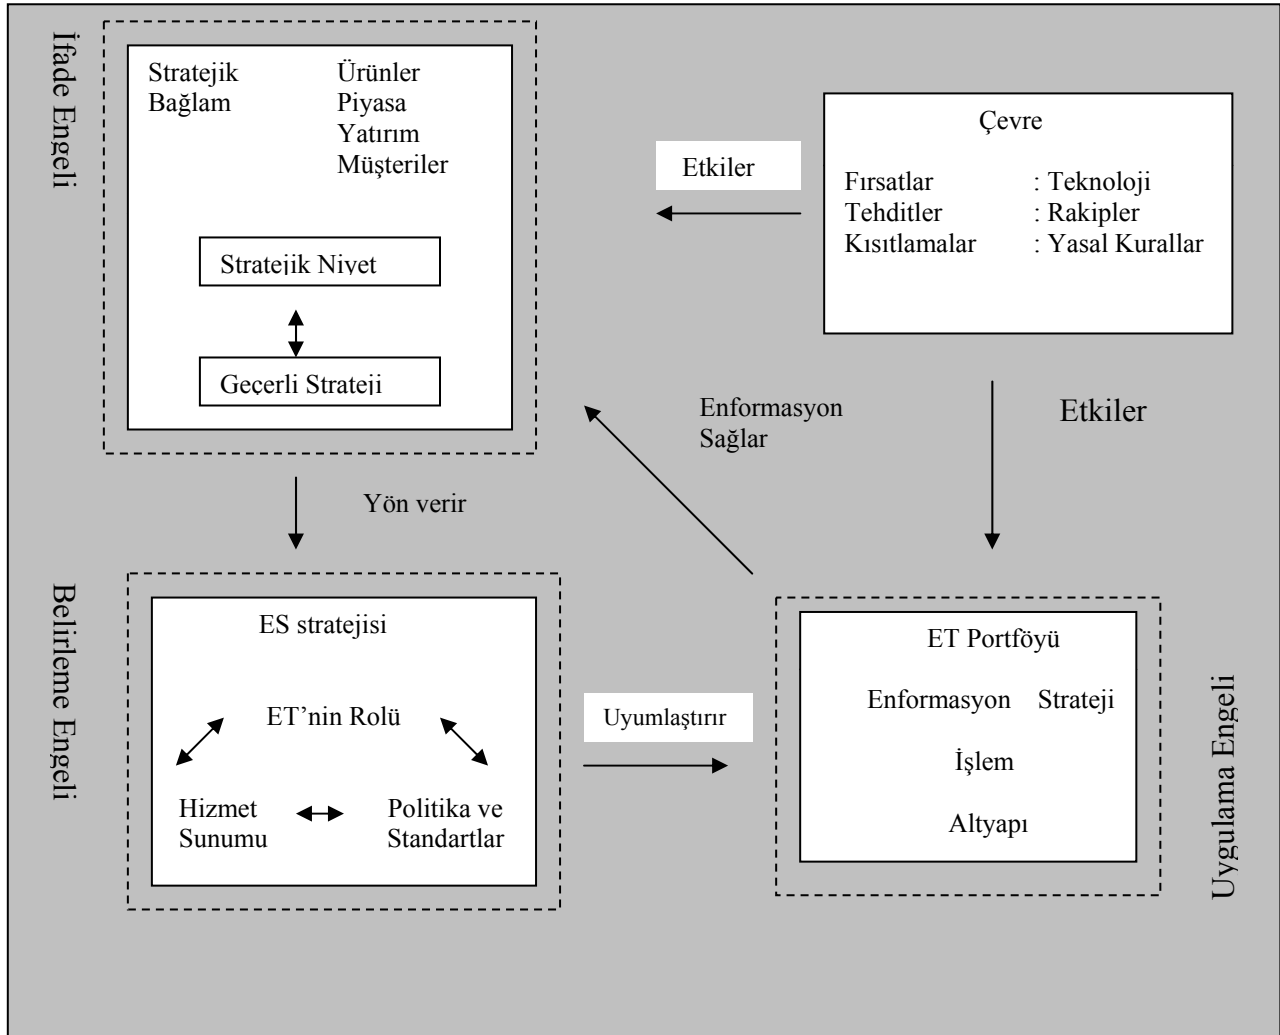 İfade Engeli
Stratejik
Bağlam
Ürünler
Piyasa
Yatırım
Müşteriler
Stratejik Niyet
Geçerli Strateji
Etkiler
Çevre
Fırsatlar : Teknoloji
Tehditler : Rakipler
Kısıtlamalar : Yasal Kurallar
Enformasyon
Sağlar
Etkiler
Yön verir
Belirleme Engeli
ES stratejisi
ET’nin Rolü
Hizmet
Sunumu
Politika ve
Standartlar
Uyumlaştırır
ET Portföyü
Enformasyon Strateji
İşlem
Altyapı
Uygulama Engeli